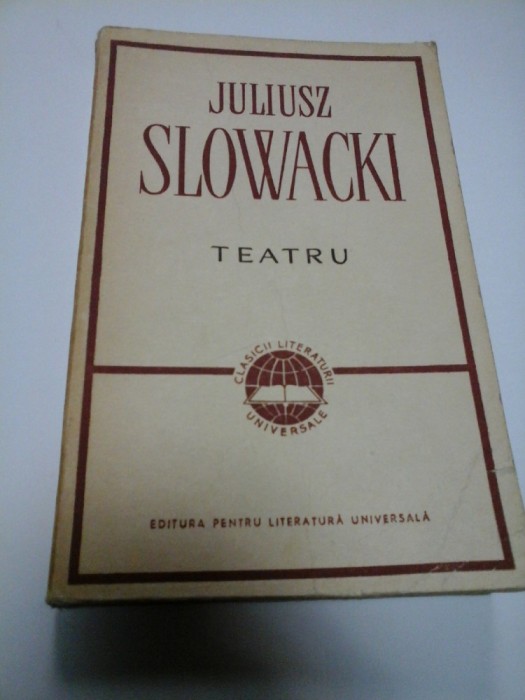 JULIUSZ
SLOWACKI
TEATRU
CLASICII LITERATURII
UNIVERSALE
EDITURA PENTRU LITERATURĂ UNIVERSALĂ